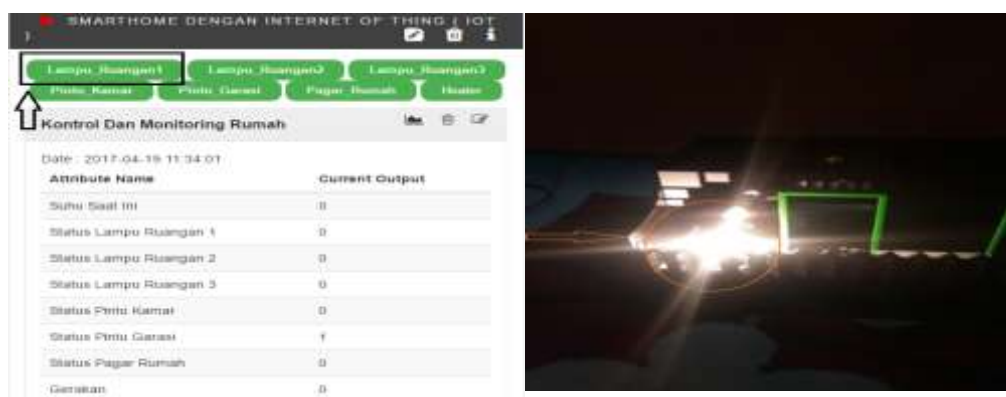 SMARTHOME DENGAN INTERNET OF THING ( IOT
)
Lampu_Ruangan1 Lampu_Ruangan2 Lampu_Ruangan3
Pintu_Kamar Pintu_Garasi Pagar_Rumah Heater
Kontrol Dan Monitoring Rumah
Date : 2017-04-19 11:34:01
Attribute Name Current Output
Suhu Saat Ini 0
Status Lampu Ruangan 1 0
Status Lampu Ruangan 2 0
Status Lampu Ruangan 3 0
Status Pintu Kamar 0
Status Pintu Garasi 1
Status Pagar Rumah 0
Gerakan 0